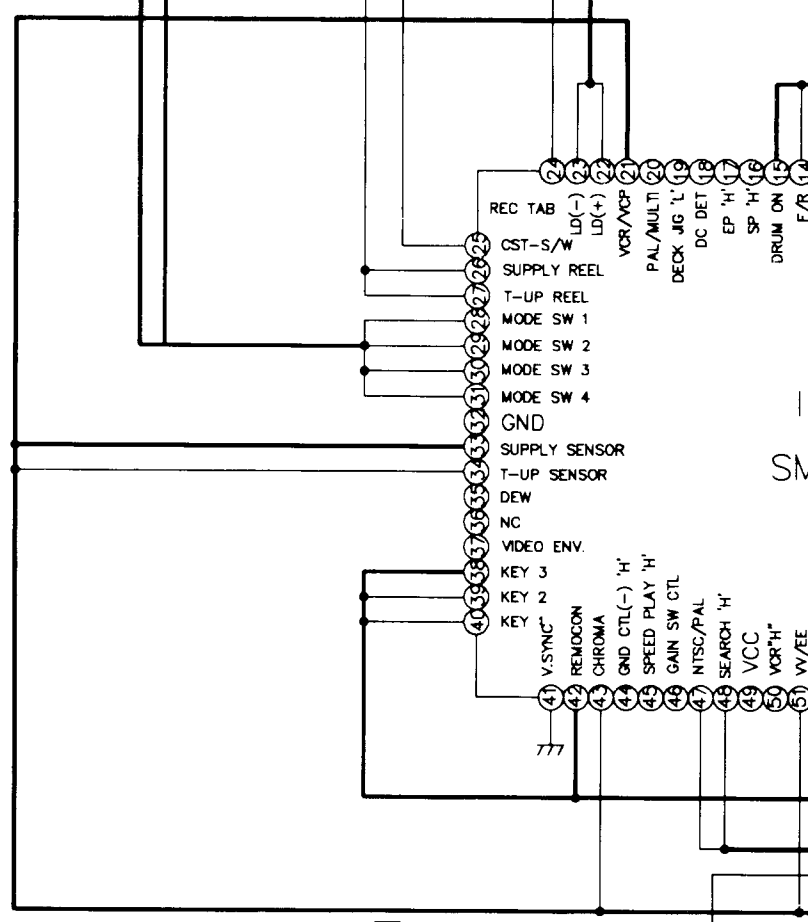 24
23
22
21
20
19
18
17
16
15
14
REC TAB
LD(-)
LD(+)
VCR/VCP
PAL/MULTI
DECK JIG 'L'
DC DET
EP 'H'
SP 'H'
DRUM ON
F/R
25 CST-S/W
26 SUPPLY REEL
27 T-UP REEL
28 MODE SW 1
29 MODE SW 2
30 MODE SW 3
31 MODE SW 4
32 GND
33 SUPPLY SENSOR
34 T-UP SENSOR
35 DEW
36 NC
37 VIDEO ENV.
38 KEY 3
39 KEY 2
40 KEY 1
SM
V.SYNC
REMOCON
CHROMA
GND CTL(-) 'H'
SPEED PLAY 'H'
GAIN SW CTL
NTSC/PAL
SEARCH 'H'
VCC
VCR"H"
VV/EE
41
42
43
44
45
46
47
48
49
50
51